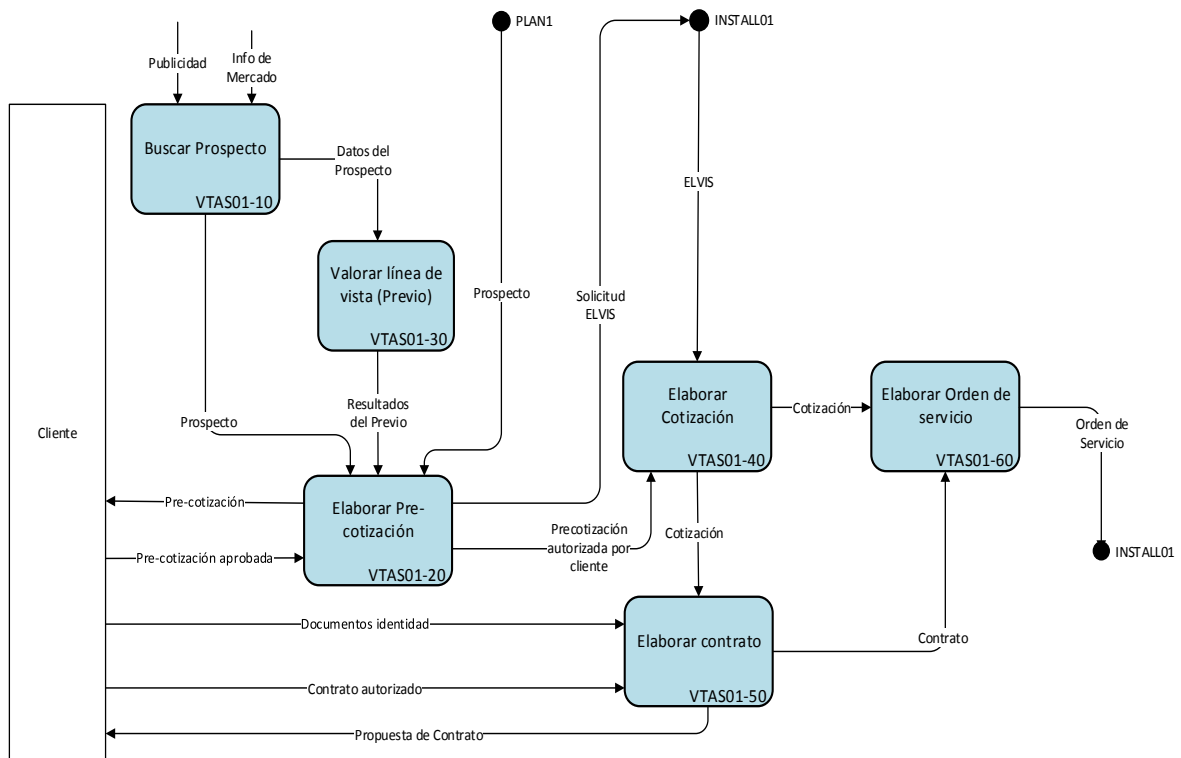 PLAN1
INSTALL01
Publicidad
Info de
Mercado
Buscar Prospecto
VTAS01-10
Datos del
Prospecto
ELVIS
Valorar línea de
vista (Previo)
VTAS01-30
Prospecto
Solicitud
ELVIS
Resultados
del Previo
Prospecto
Cliente
Elaborar
Cotización
VTAS01-40
Cotización
Elaborar Orden de
servicio
VTAS01-60
Orden de
Servicio
Pre-cotización
Elaborar Pre-
cotización
VTAS01-20
Pre-cotización aprobada
Precotización
autorizada por
cliente
Cotización
INSTALL01
Documentos identidad
Elaborar contrato
VTAS01-50
Contrato
Contrato autorizado
Propuesta de Contrato